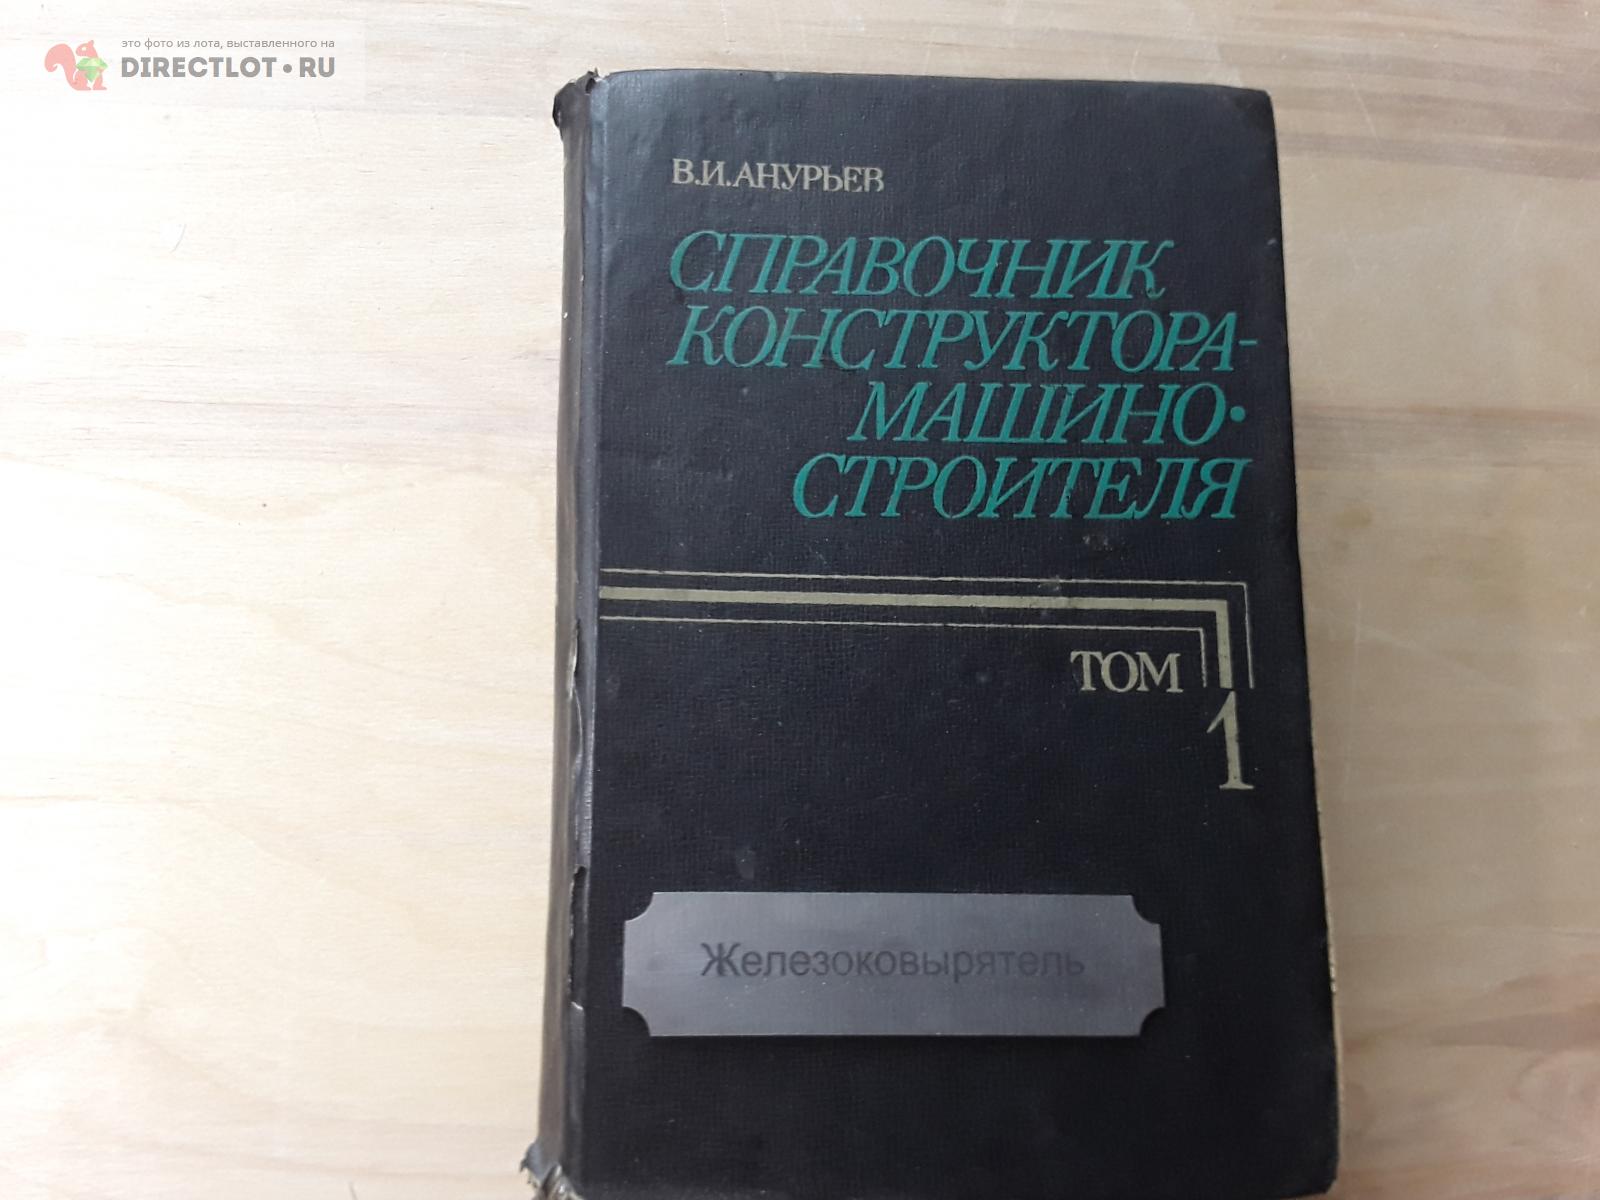 это фото из лота, выставленного на
DIRECTLOT•RU
В.И.АНУРЬЕВ
СПРАВОЧНИК
КОНСТРУКТОРА-
МАШИНО•
СТРОИТЕЛЯ
ТОМ
1
Железоковырятель